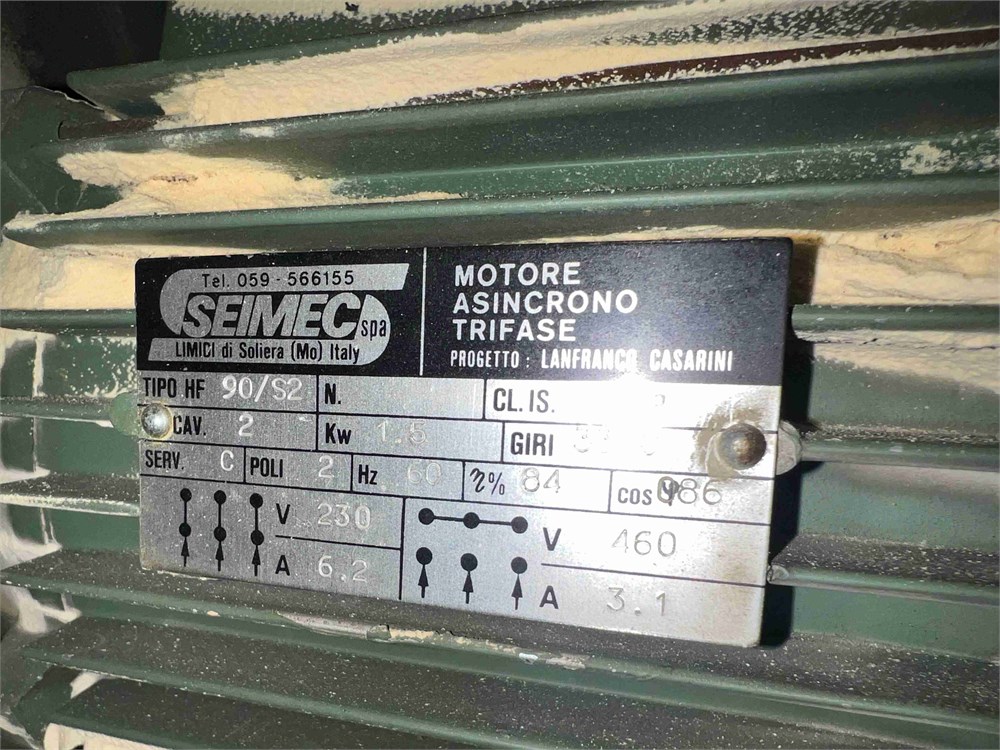 Tel. 059 - 566155
SEIMEC spa
LIMICI di Soliera (Mo) Italy
MOTORE
ASINCRONO
TRIFASE
PROGETTO : LANFRANCO CASARINI
TIPO HF 90/S2 N. CL. IS.
CAV. 2 Kw 1.5 GIRI
SERV. C POLI 2 Hz 60 η% 84 cos φ 086
V 230 V 460
A 6.2 A 3.1